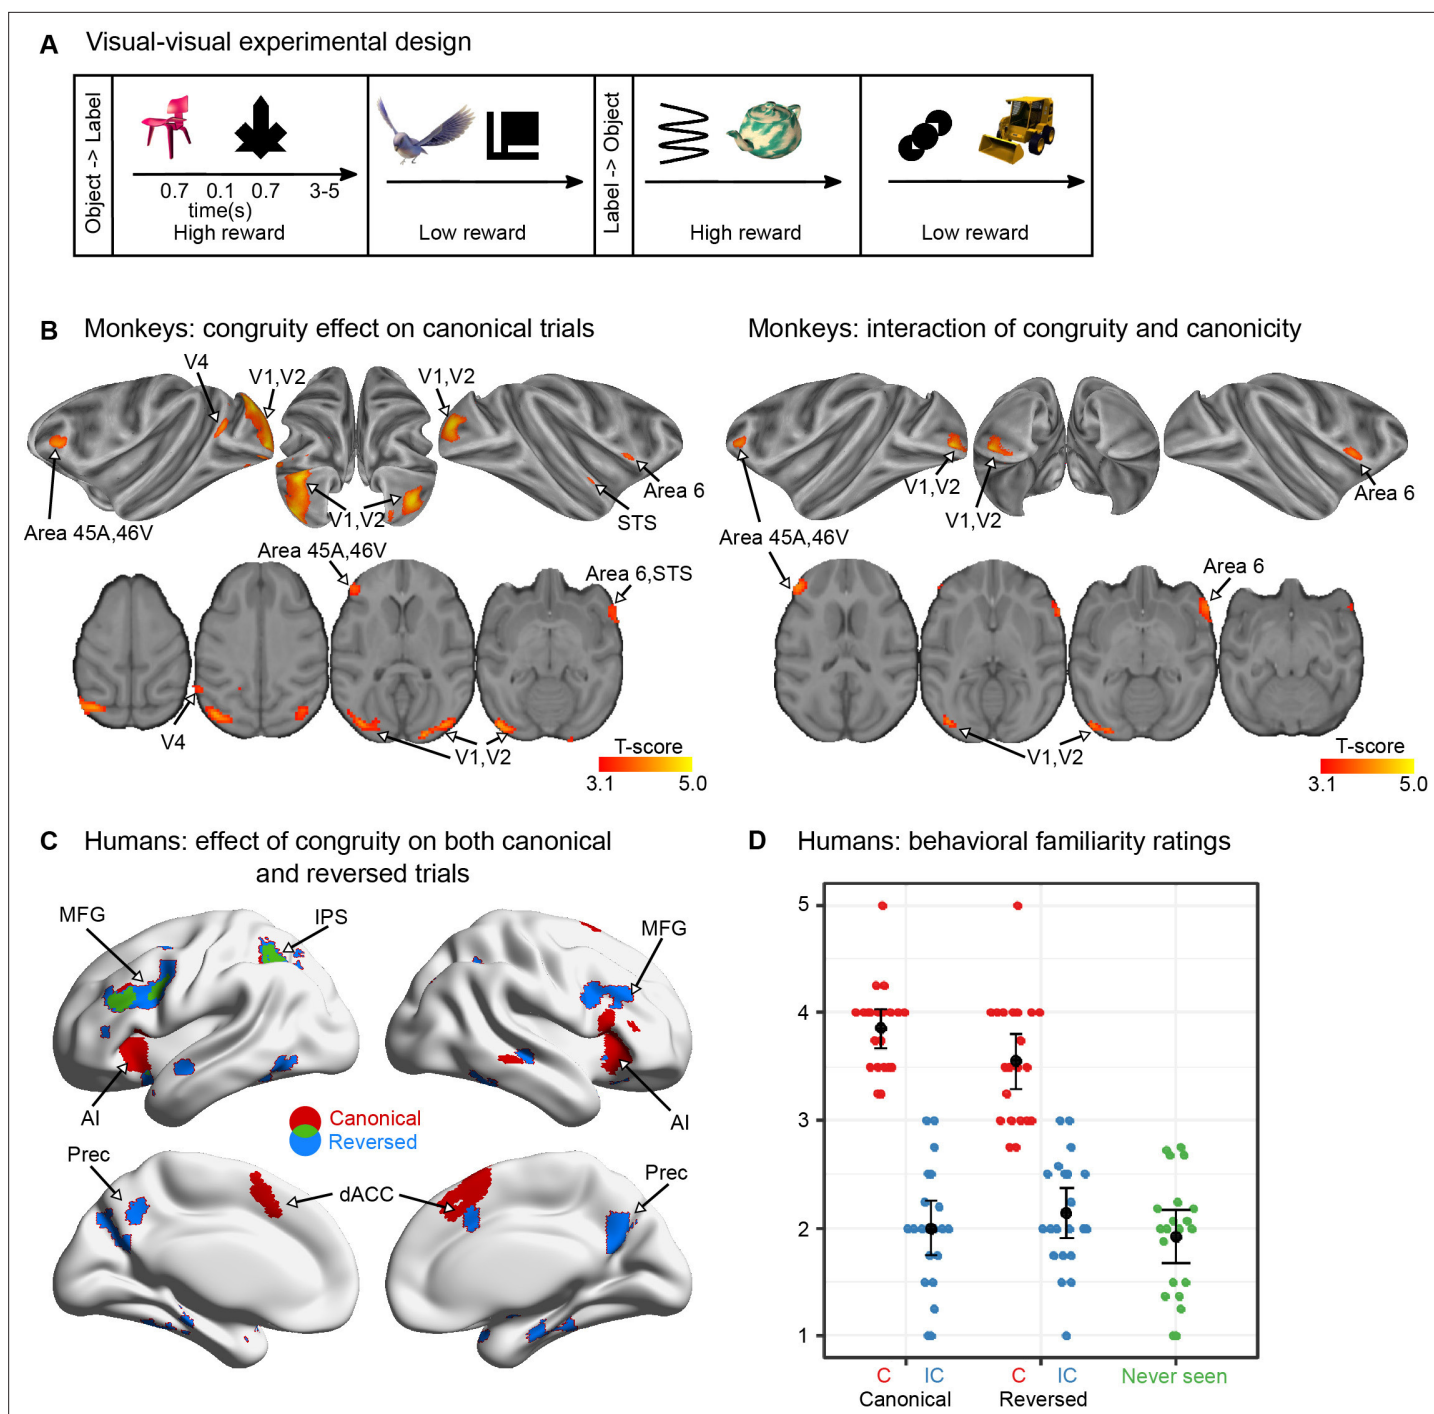 A Visual-visual experimental design
Object -> Label
0.7 0.1 0.7 3-5
time(s)
High reward
Low reward
Label -> Object
High reward
Low reward
B Monkeys: congruity effect on canonical trials
V4
V1,V2
V1,V2
Area 45A,46V
V1,V2
Area 6
STS
Area 45A,46V
Area 6,STS
V4
V1,V2
T-score
3.1 5.0
Monkeys: interaction of congruity and canonicity
V1,V2
V1,V2
Area 6
Area 45A,46V
Area 6
V1,V2
T-score
3.1 5.0
C Humans: effect of congruity on both canonical
and reversed trials
MFG
IPS
MFG
AI
AI
Canonical
Reversed
Prec
dACC
Prec
D Humans: behavioral familiarity ratings
5
4
3
2
1
C IC C IC Never seen
Canonical Reversed